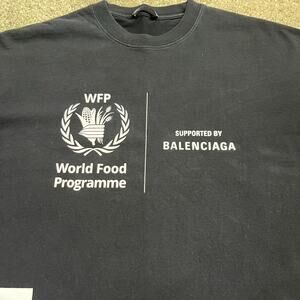 WFP
World Food
Programme
SUPPORTED BY
BALENCIAGA